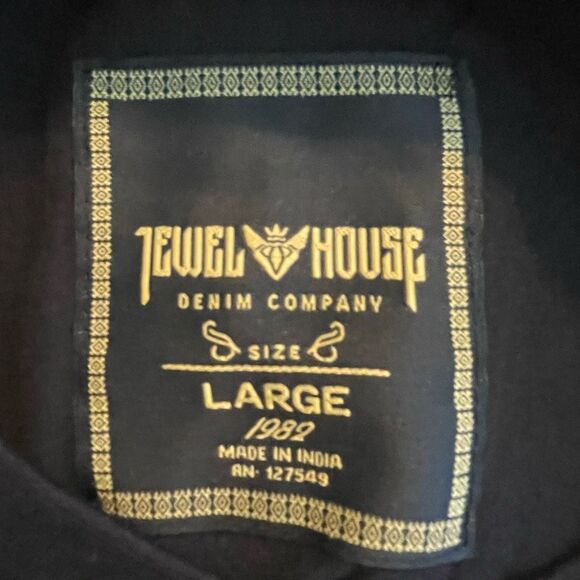 JEWEL HOUSE
DENIM COMPANY
SIZE
LARGE
1982
MADE IN INDIA
RN- 127549